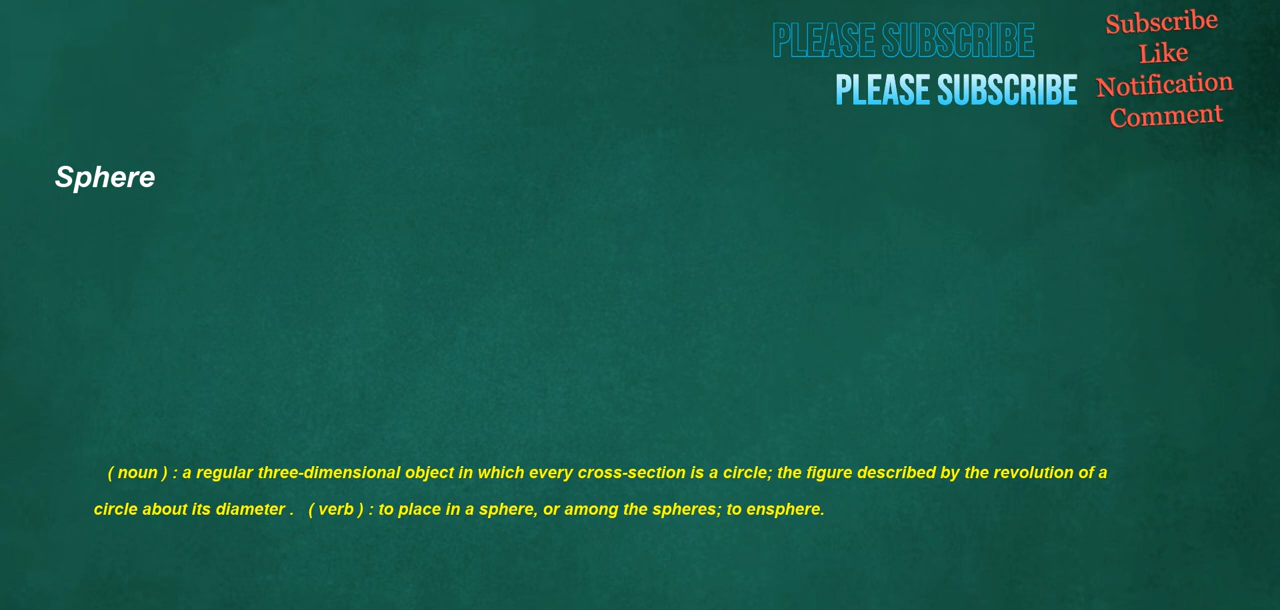 PLEASE SUBSCRIBE
PLEASE SUBSCRIBE
Subscribe
Like
Notification
Comment
Sphere
( noun ) : a regular three-dimensional object in which every cross-section is a circle; the figure described by the revolution of a
circle about its diameter . ( verb ) : to place in a sphere, or among the spheres; to ensphere.